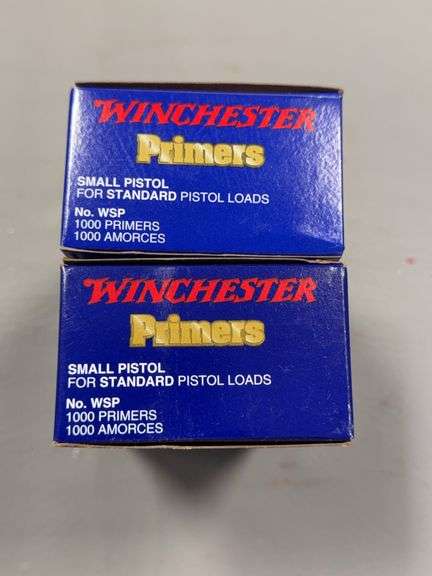 WINCHESTER
Primers
SMALL PISTOL
FOR STANDARD PISTOL LOADS
No. WSP
1000 PRIMERS
1000 AMORCES
WINCHESTER
Primers
SMALL PISTOL
FOR STANDARD PISTOL LOADS
No. WSP
1000 PRIMERS
1000 AMORCES